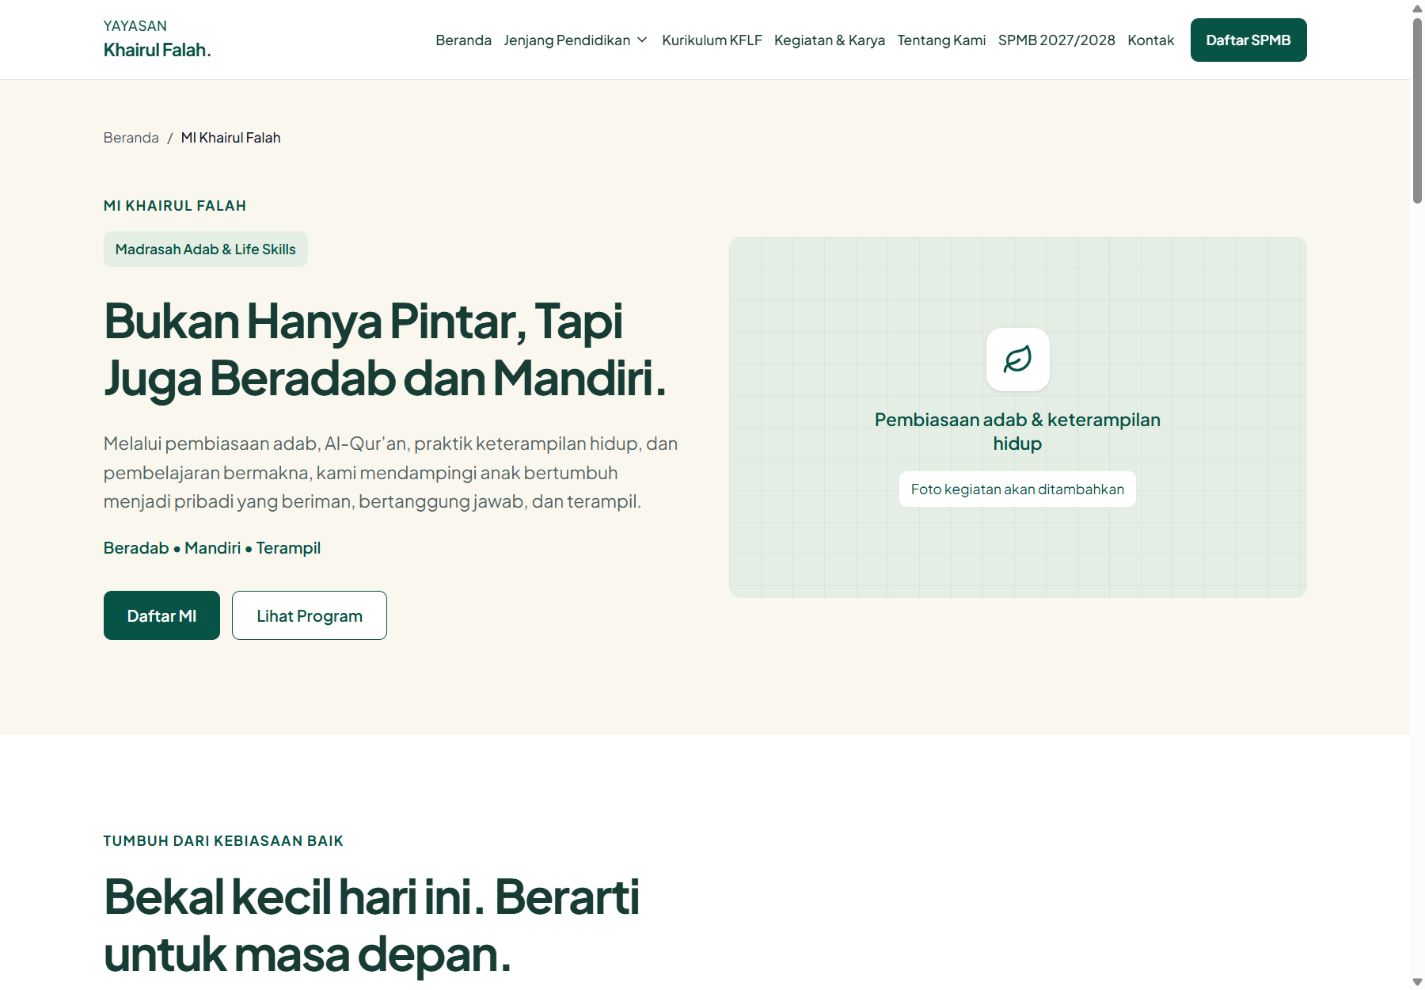 YAYASAN
Khairul Falah.
Beranda Jenjang Pendidikan Kurikulum KFLF Kegiatan & Karya Tentang Kami SPMB 2027/2028 Kontak Daftar SPMB
Beranda / MI Khairul Falah
MI KHAIRUL FALAH
Madrasah Adab & Life Skills
Bukan Hanya Pintar, Tapi
Juga Beradab dan Mandiri.
Melalui pembiasaan adab, Al-Qur'an, praktik keterampilan hidup, dan
pembelajaran bermakna, kami mendampingi anak bertumbuh
menjadi pribadi yang beriman, bertanggung jawab, dan terampil.
Beradab • Mandiri • Terampil
Daftar MI Lihat Program
Pembiasaan adab & keterampilan
hidup
Foto kegiatan akan ditambahkan
TUMBUH DARI KEBIASAAN BAIK
Bekal kecil hari ini. Berarti
untuk masa depan.